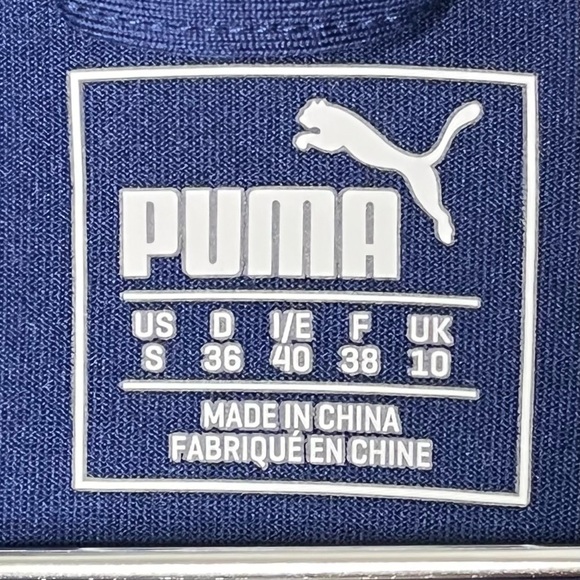 PUMA
US D I/E F UK
S 36 40 38 10
MADE IN CHINA
FABRIQUÉ EN CHINE